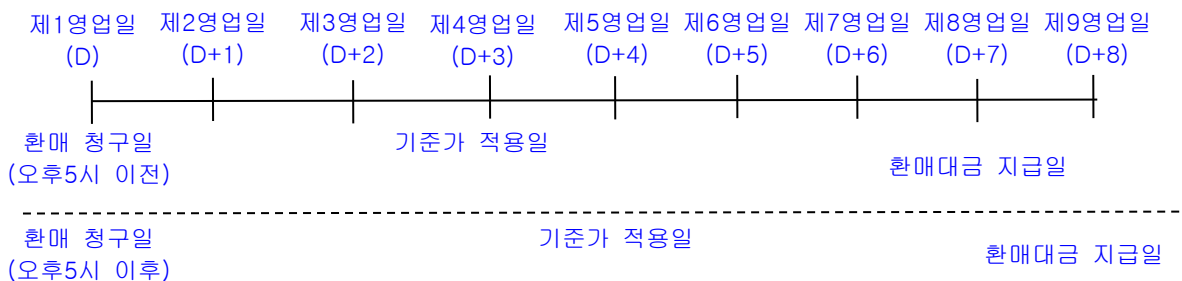 제1영업일 제2영업일 제3영업일 제4영업일 제5영업일 제6영업일 제7영업일 제8영업일 제9영업일
(D) (D+1) (D+2) (D+3) (D+4) (D+5) (D+6) (D+7) (D+8)
환매 청구일 기준가 적용일
(오후5시 이전) 환매대금 지급일
환매 청구일 기준가 적용일
(오후5시 이후) 환매대금 지급일